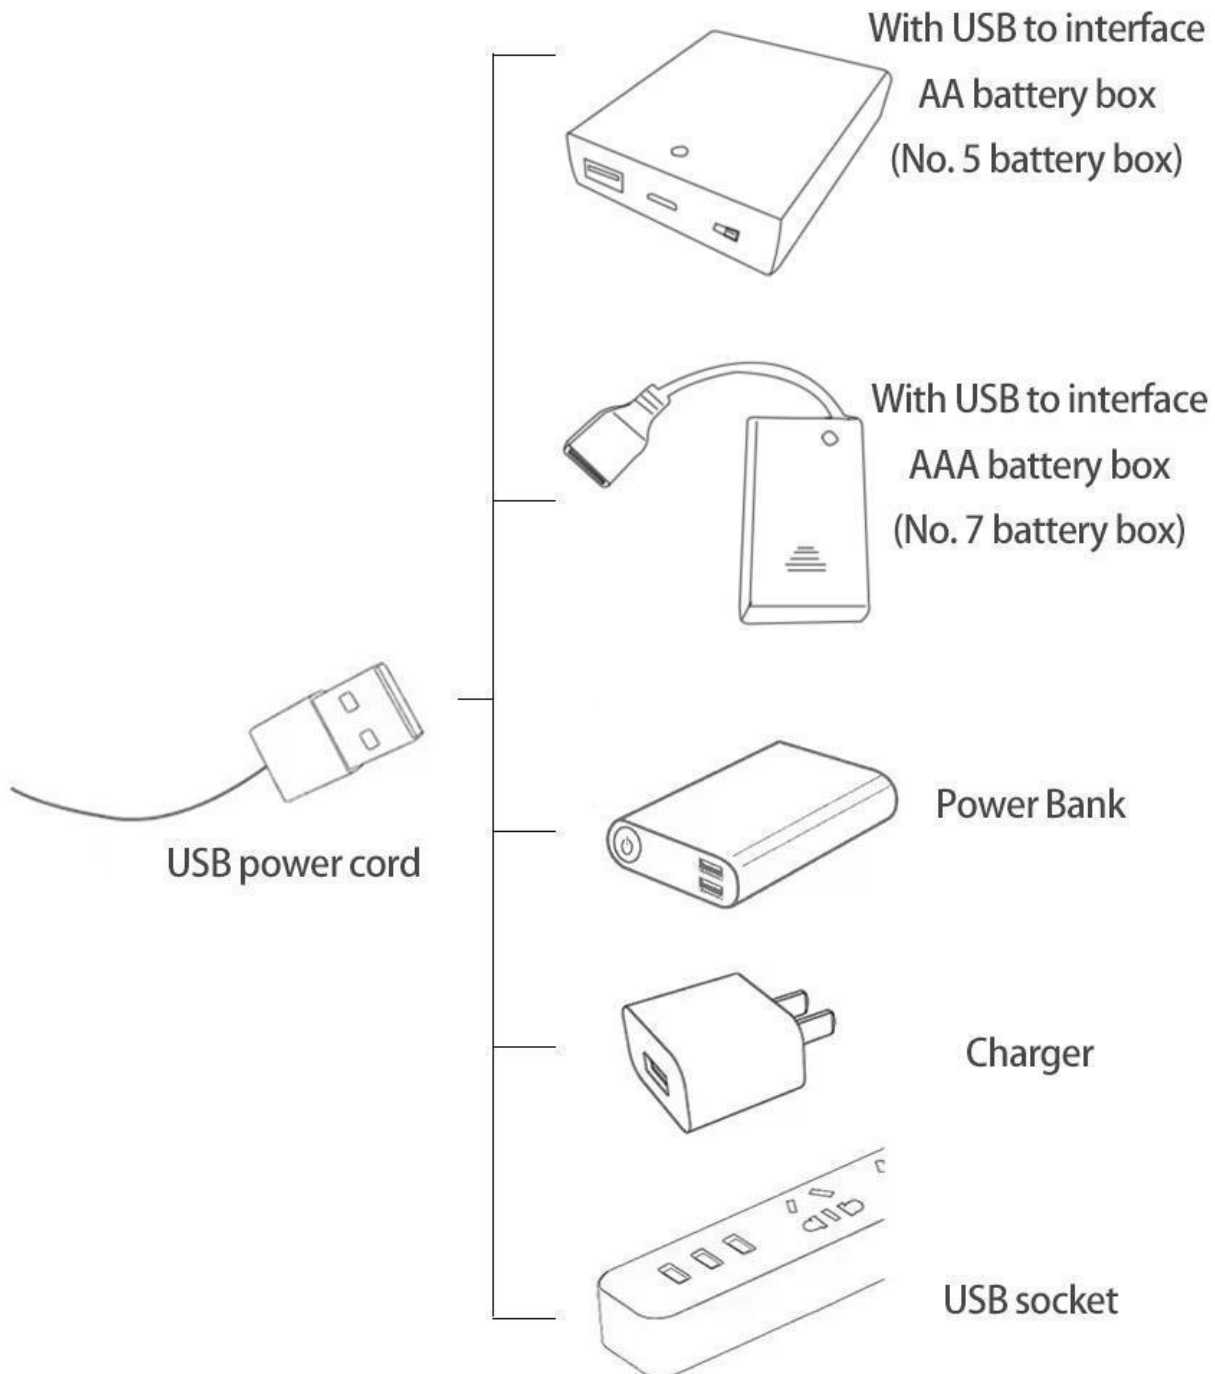 With USB to interface
AA battery box
(No. 5 battery box)
With USB to interface
AAA battery box
(No. 7 battery box)
USB power cord
Power Bank
Charger
USB socket